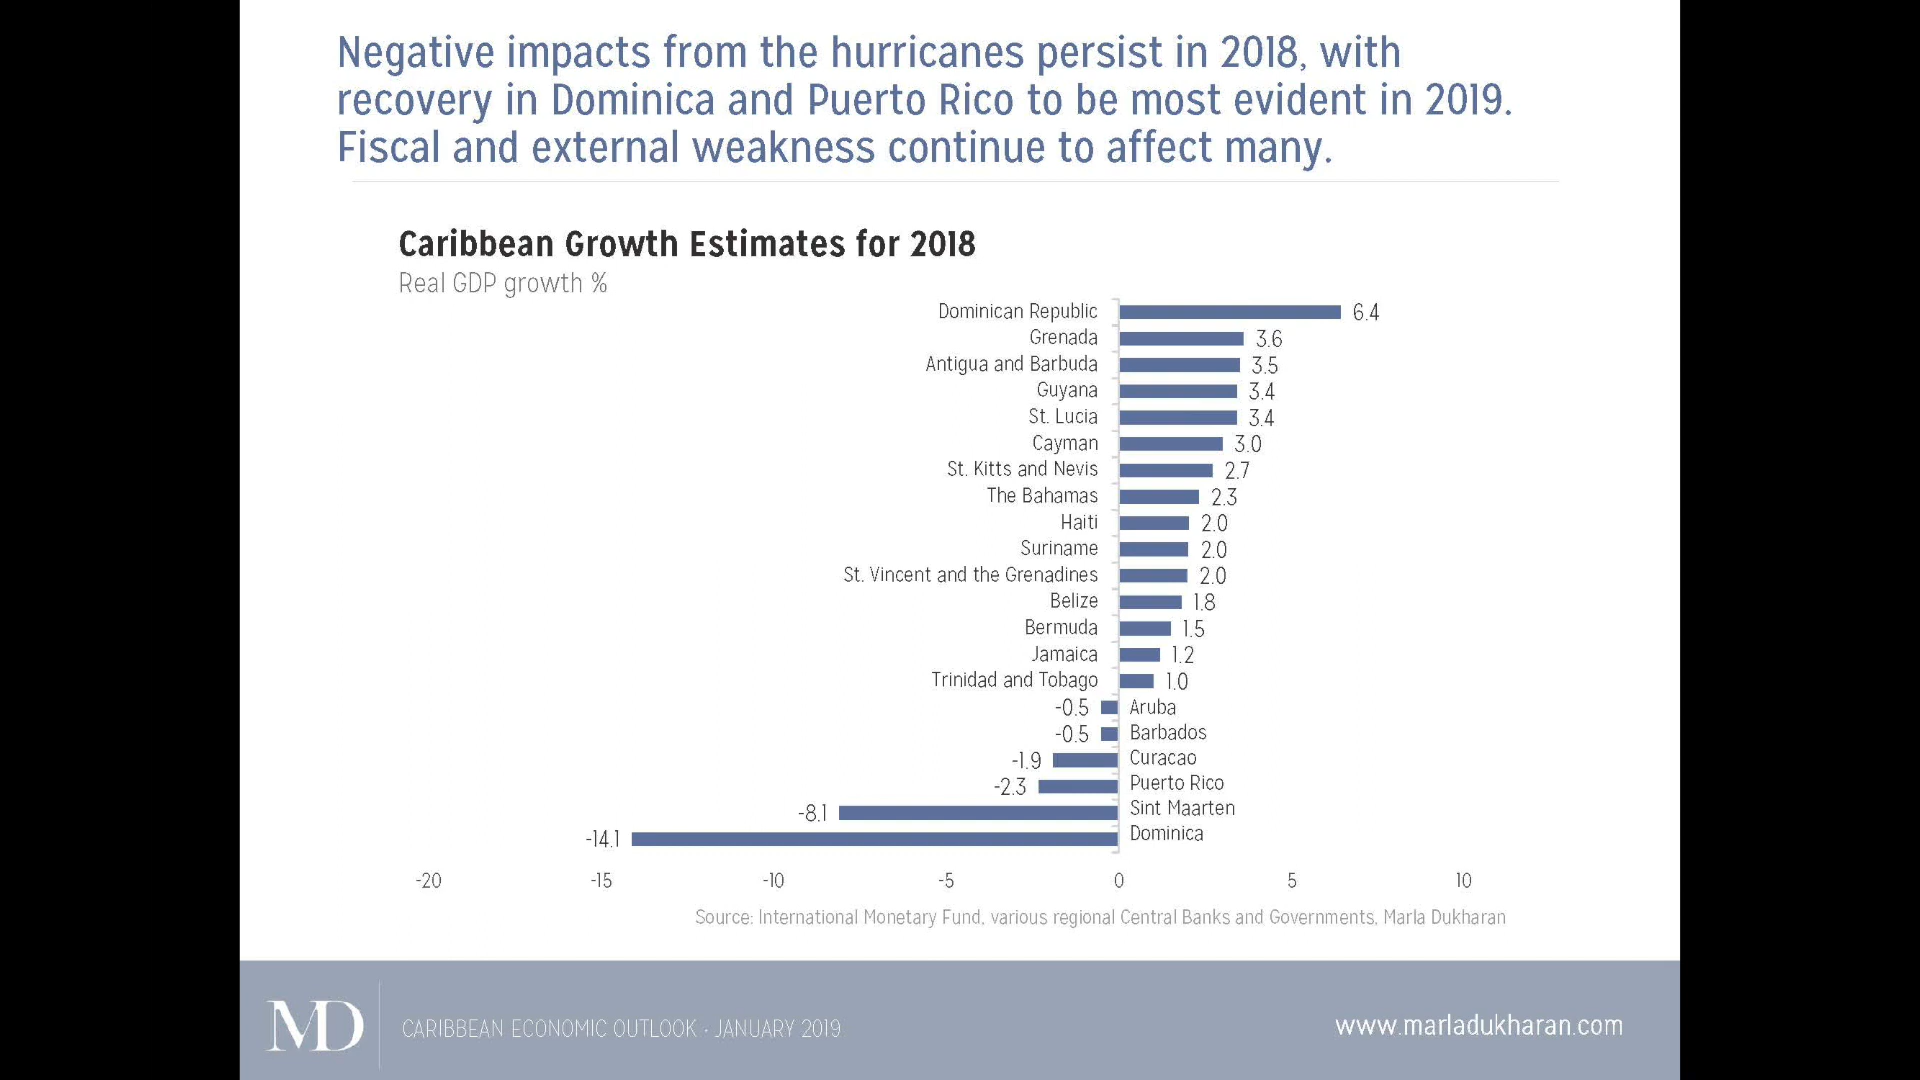 Negative impacts from the hurricanes persist in 2018, with
recovery in Dominica and Puerto Rico to be most evident in 2019.
Fiscal and external weakness continue to affect many.
Caribbean Growth Estimates for 2018
Real GDP growth %
Dominican Republic 6.4
Grenada 3.6
Antigua and Barbuda 3.5
Guyana 3.4
St. Lucia 3.4
Cayman 3.0
St. Kitts and Nevis 2.7
The Bahamas 2.3
Haiti 2.0
Suriname 2.0
St. Vincent and the Grenadines 2.0
Belize 1.8
Bermuda 1.5
Jamaica 1.2
Trinidad and Tobago 1.0
-0.5 Aruba
-0.5 Barbados
-1.9 Curacao
-2.3 Puerto Rico
-8.1 Sint Maarten
-14.1 Dominica
-20 -15 -10 -5 0 5 10
Source: International Monetary Fund, various regional Central Banks and Governments, Marla Dukharan
MD CARIBBEAN ECONOMIC OUTLOOK - JANUARY 2019 www.marladukharan.com